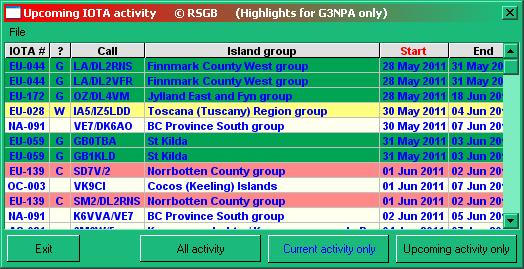 Upcoming IOTA activity © RSGB (Highlights for G3NPA only)
File
IOTA # ? Call Island group Start End
EU-044 G LA/DL2RNS Finnmark County West group 28 May 2011 31 May 20
EU-044 G LA/DL2VFR Finnmark County West group 28 May 2011 31 May 20
EU-172 G OZ/DL4VM Jylland East and Fyn group 28 May 2011 18 Jun 20
EU-028 W IA5/IZ5LDD Toscana (Tuscany) Region group 30 May 2011 04 Jun 20
NA-091 VE7/DK6AO BC Province South group 30 May 2011 07 Jun 20
EU-059 G GB0TBA St Kilda 31 May 2011 03 Jun 20
EU-059 G GB1KLD St Kilda 31 May 2011 03 Jun 20
EU-139 C SD7V/2 Norrbotten County group 01 Jun 2011 02 Jun 20
OC-003 VK9CI Cocos (Keeling) Islands 01 Jun 2011 07 Jun 20
EU-139 C SM2/DL2RNS Norrbotten County group 01 Jun 2011 02 Jun 20
NA-091 K6VVA/VE7 BC Province South group 02 Jun 2011 05 Jun 20
Exit All activity Current activity only Upcoming activity only